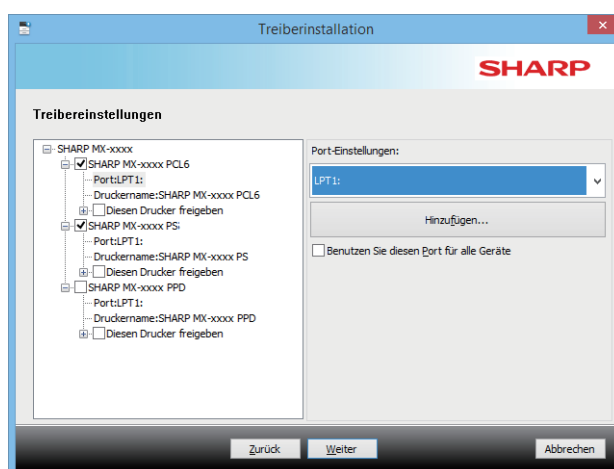 Treiberinstallation
SHARP
Treibereinstellungen
SHARP MX-xxxx
SHARP MX-xxxx PCL6
Port:LPT1:
Druckername:SHARP MX-xxxx PCL6
Diesen Drucker freigeben
SHARP MX-xxxx PS;
Port:LPT1:
Druckername:SHARP MX-xxxx PS
Diesen Drucker freigeben
SHARP MX-xxxx PPD
Port:LPT1:
Druckername:SHARP MX-xxxx PPD
Diesen Drucker freigeben
Port-Einstellungen:
LPT1:
Hinzufügen...
Benutzen Sie diesen Port für alle Geräte
Zurück Weiter Abbrechen